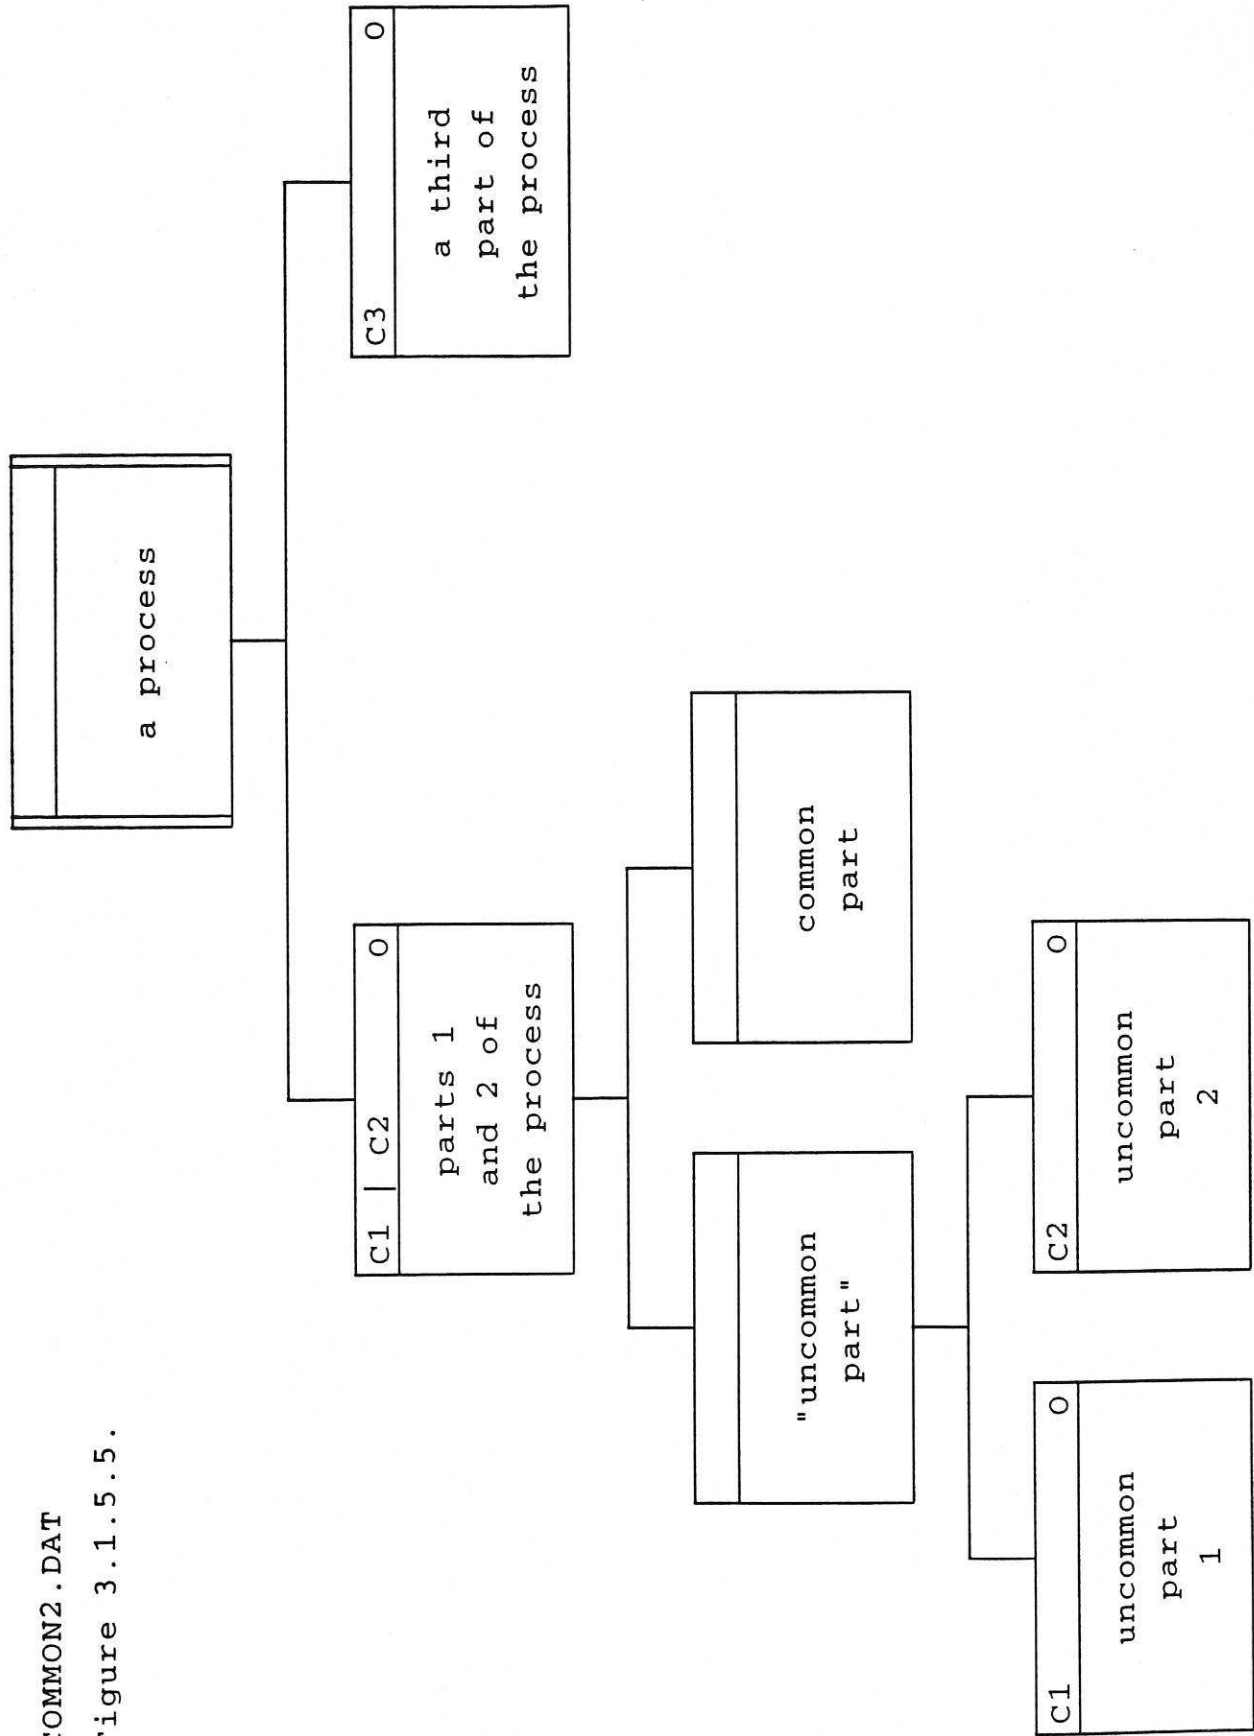 COMMON2.DAT
Figure 3.1.5.5.
a process
C1 | C2 O
parts 1
and 2 of
the process
C3 O
a third
part of
the process
"uncommon
part"
common
part
C1 O
uncommon
part
1
C2 O
uncommon
part
2